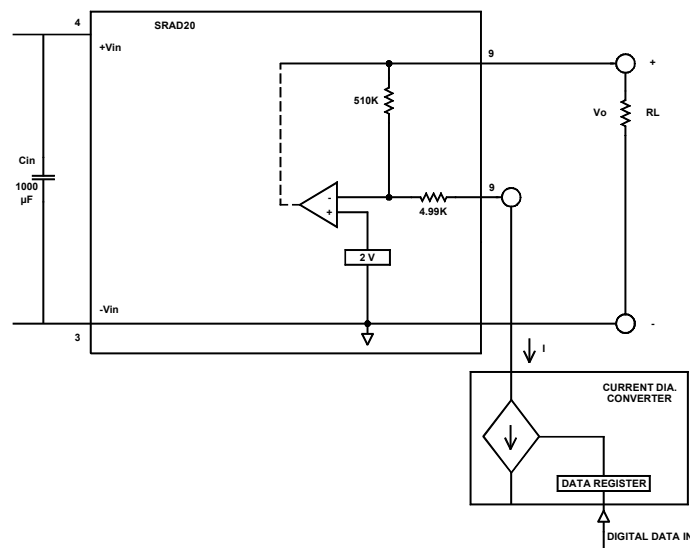 4
SRAD20
+Vin
9
+
510K
Vo
RL
Cin
1000
µF
-
+
4.99K
9
2 V
-Vin
3
-
I
CURRENT DIA.
CONVERTER
DATA REGISTER
DIGITAL DATA IN